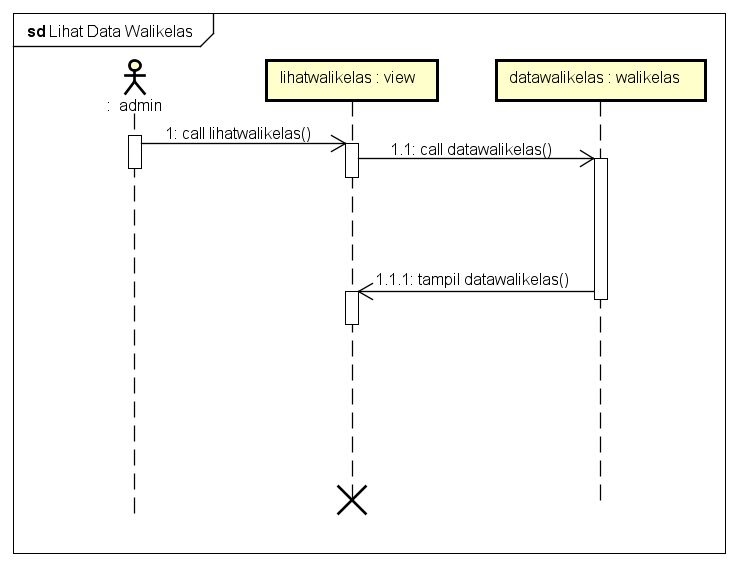 sd Lihat Data Walikelas
: admin
lihatwalikelas : view
datawalikelas : walikelas
1: call lihatwalikelas()
1.1: call datawalikelas()
1.1.1: tampil datawalikelas()